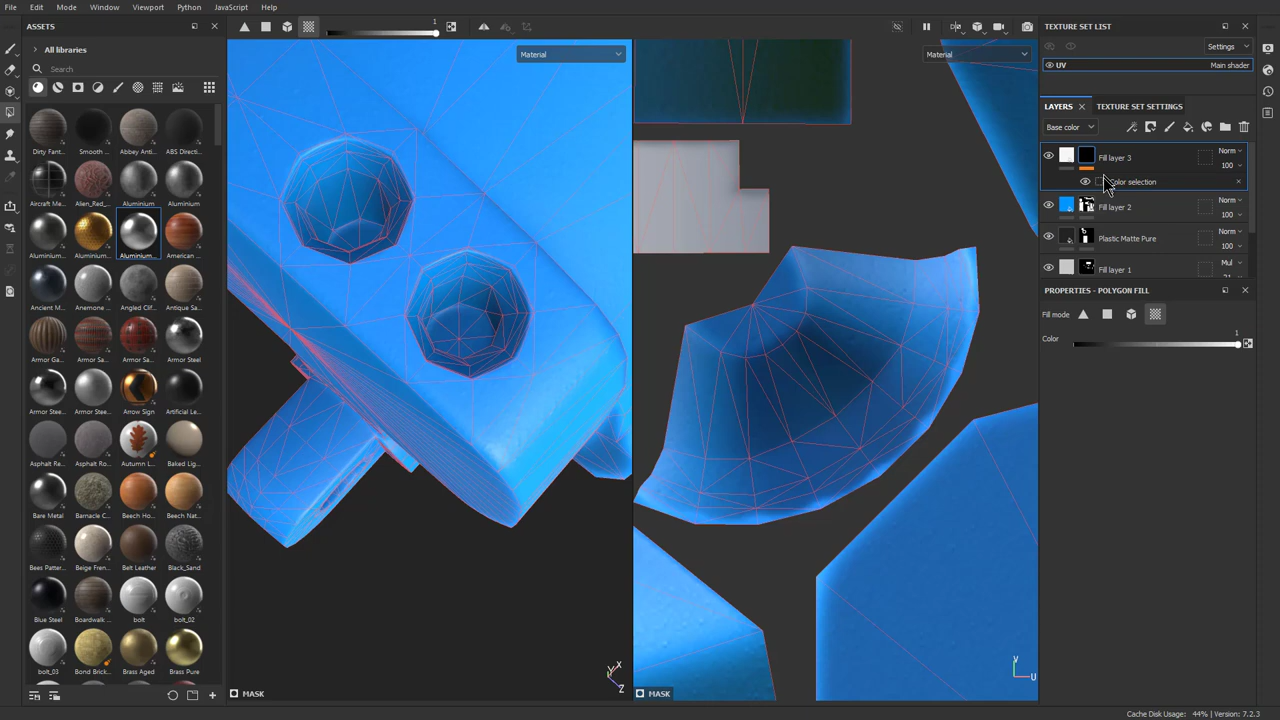 File Edit Mode Window Viewport Python JavaScript Help
ASSETS
All libraries
Search
Dirty Fant... Smooth ... Abbey Anti... ABS Directi...
Aircraft Me... Alien_Red_... Aluminium Aluminium
Aluminium... Aluminium... Aluminium... American ...
Ancient M... Anemone ... Angled Clif... Antique Sa...
Armor Ga... Armor Sa... Armor Sa... Armor Steel
Armor Stee... Armor Stee... Arrow Sign Artificial Le...
Asphalt Ra... Asphalt Ro... Autumn L... Baked Lig...
Bare Metal Barnacle C... Beech Ho... Beech Nat...
Bees Patter... Beige Fren... Belt Leather Black_Sand
Blue Steel Boardwalk ... bolt bolt_02
bolt_03 Bond Brick... Brass Aged Brass Pure
1
Material
Material
X
Y
Z
V
U
MASK
MASK
TEXTURE SET LIST
Settings
UV Main shader
LAYERS TEXTURE SET SETTINGS
Base color
Fill layer 3 Norm
100
olor selection
Fill layer 2 Norm
100
Plastic Matte Pure Norm
100
Fill layer 1 Mul
PROPERTIES - POLYGON FILL
Fill mode
Color 1
Cache Disk Usage: 44% | Version: 7.2.3